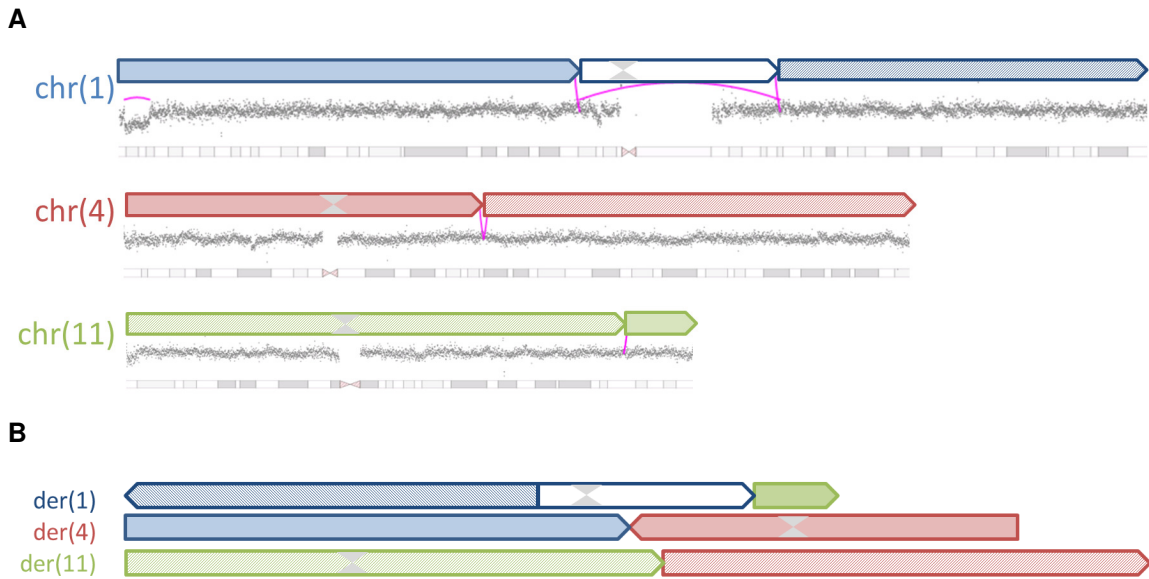 A
chr(1)
chr(4)
chr(11)
B
der(1)
der(4)
der(11)